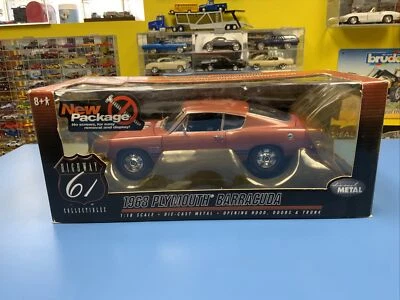 8+
New
Package
No screws, for easy
removal and display!
HIGHWAY
61
COLLECTIBLES
1968 PLYMOUTH® BARRACUDA
1:18 SCALE • DIE-CAST METAL • OPENING HOOD, DOORS & TRUNK
METAL
bruder